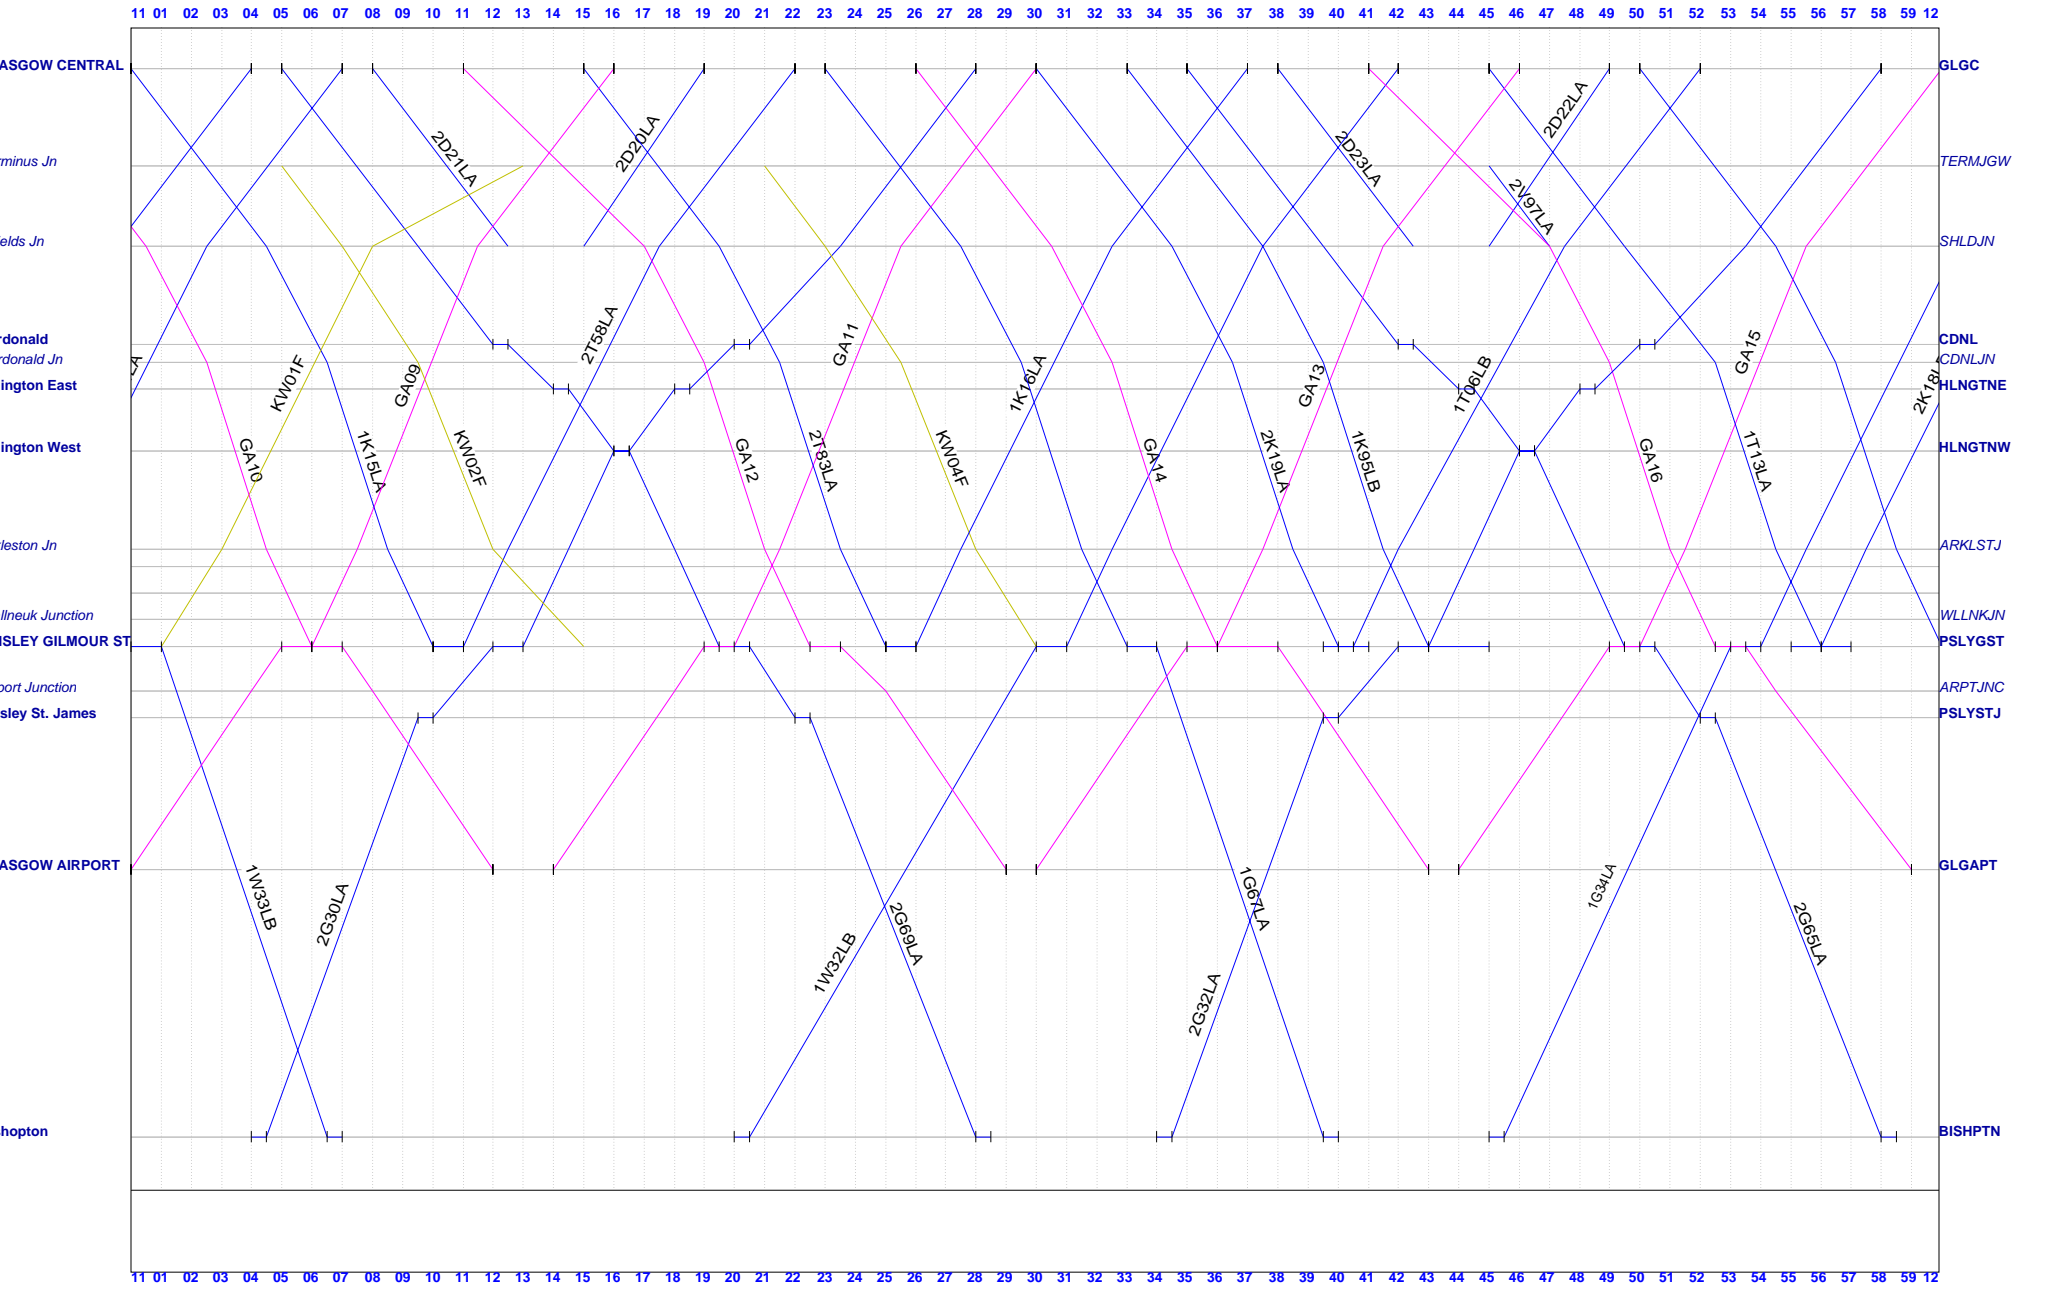 11 01 02 03 04 05 06 07 08 09 10 11 12 13 14 15 16 17 18 19 20 21 22 23 24 25 26 27 28 29 30 31 32 33 34 35 36 37 38 39 40 41 42 43 44 45 46 47 48 49 50 51 52 53 54 55 56 57 58 59 12
ASGOW CENTRAL GLGC
rminus Jn TERMJGW
elds Jn SHLDJN
rdonald CDNL
rdonald Jn CDNLJN
ington East HLNGTNE
ington West HLNGTNW
leston Jn ARKLSTJ
llneuk Junction WLLNKJN
ISLEY GILMOUR ST PSLYGST
port Junction ARPTJNC
sley St. James PSLYSTJ
ASGOW AIRPORT GLGAPT
hopton BISHPTN
2D21LA
2D20LA
2D23LA
2D22LA
2V97LA
LA
KW01F
GA09
2T58LA
GA11
1K16LA
GA13
1T06LB
GA15
2K18L
GA10
1K15LA
KW02F
GA12
2T83LA
KW04F
GA14
2K19LA
1K95LB
GA16
1T13LA
1W33LB
2G30LA
1W32LB
2G69LA
2G32LA
1G67LA
1G34LA
2G65LA
11 01 02 03 04 05 06 07 08 09 10 11 12 13 14 15 16 17 18 19 20 21 22 23 24 25 26 27 28 29 30 31 32 33 34 35 36 37 38 39 40 41 42 43 44 45 46 47 48 49 50 51 52 53 54 55 56 57 58 59 12